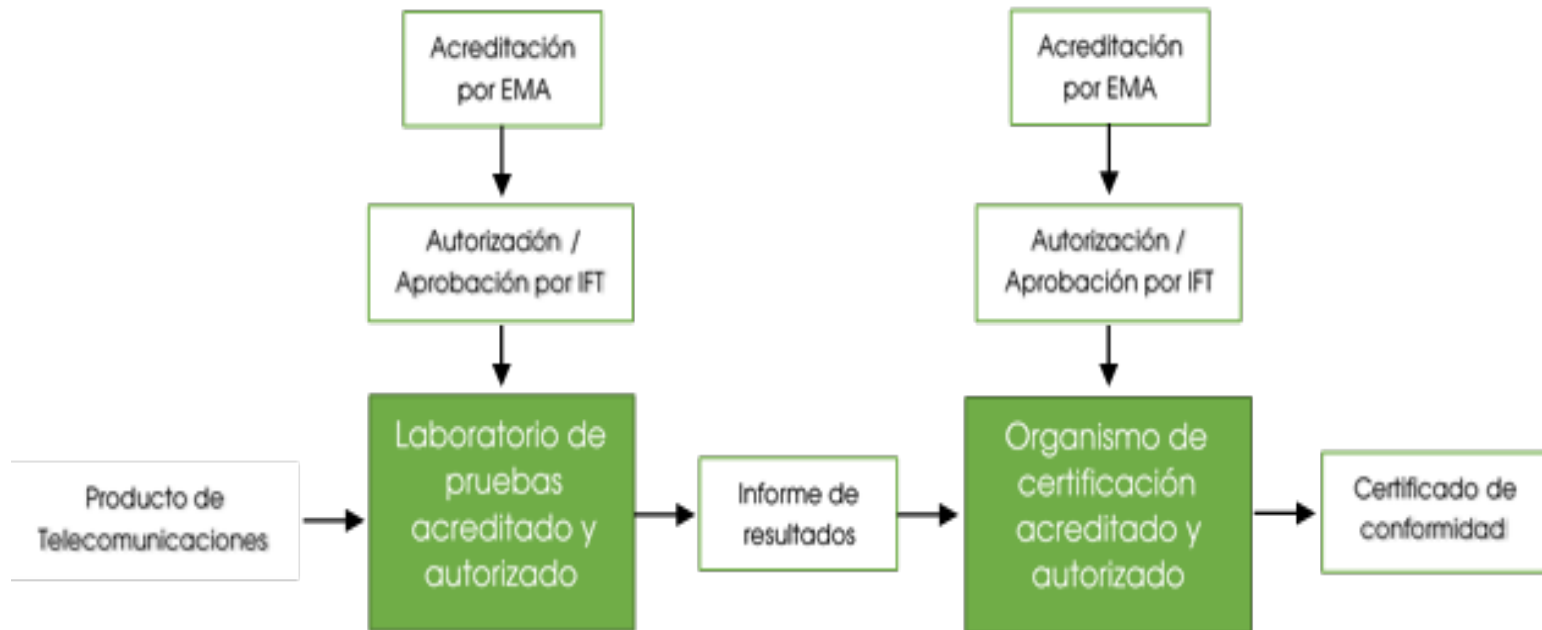 Acreditación
por EMA
Acreditación
por EMA
Autorización /
Aprobación por IFT
Autorización /
Aprobación por IFT
Producto de
Telecomunicaciones
Laboratorio de
pruebas
acreditado y
autorizado
Informe de
resultados
Organismo de
certificación
acreditado y
autorizado
Certificado de
conformidad